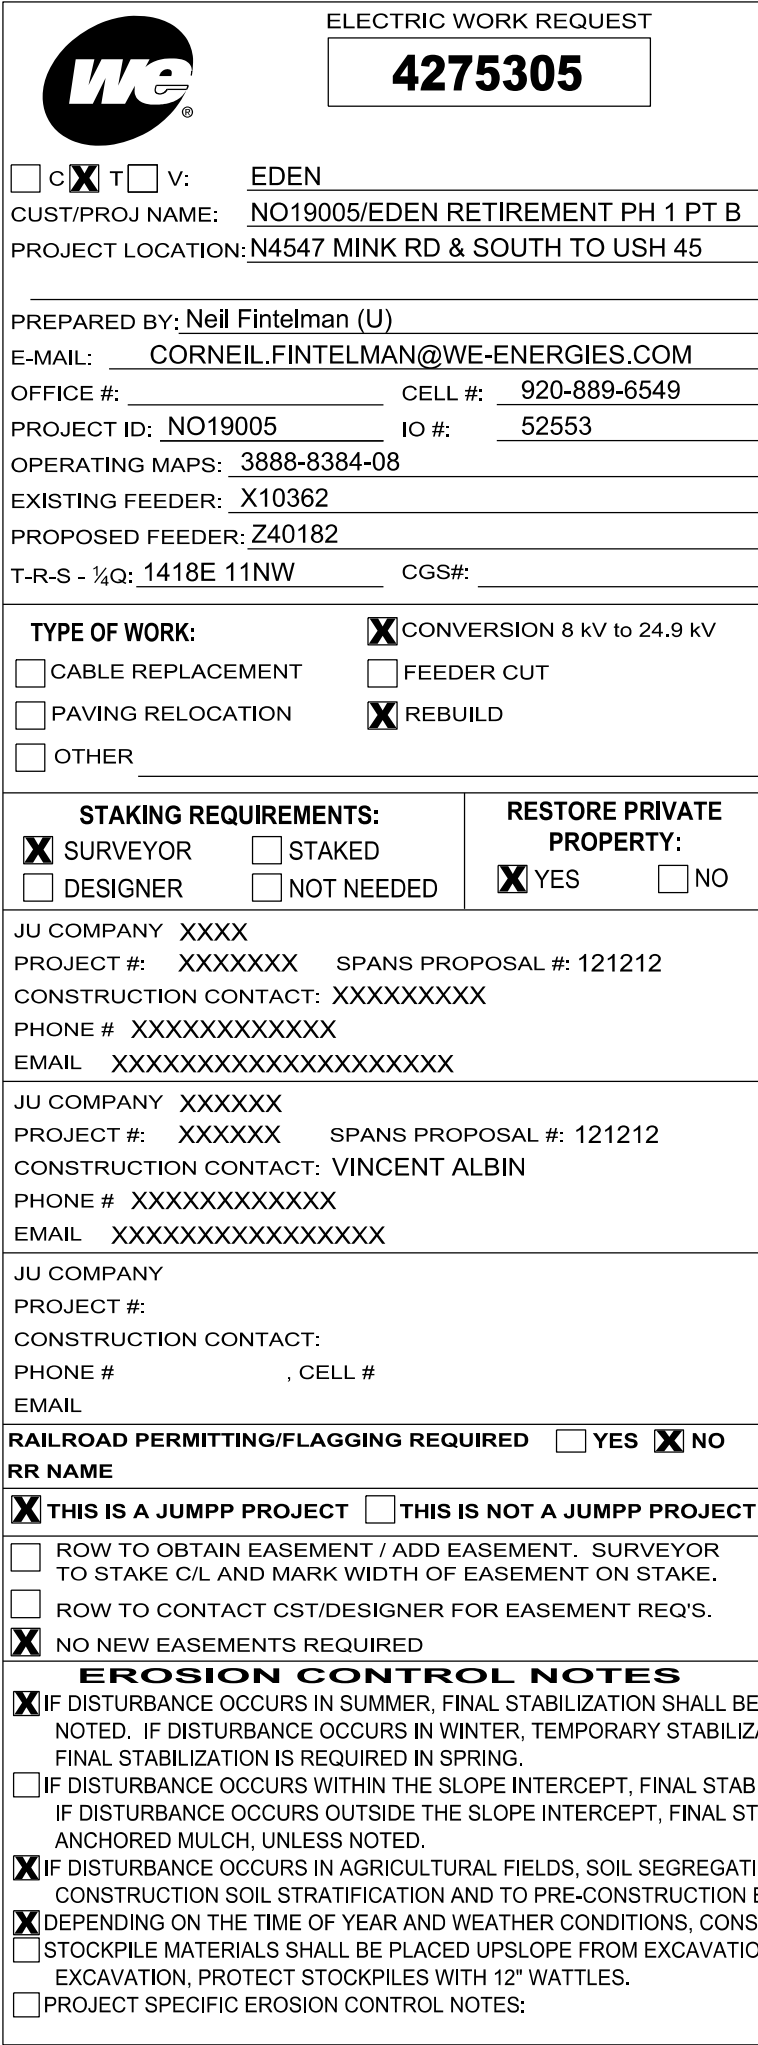 we®
ELECTRIC WORK REQUEST
4275305
C X T V: EDEN
CUST/PROJ NAME: NO19005/EDEN RETIREMENT PH 1 PT B
PROJECT LOCATION: N4547 MINK RD & SOUTH TO USH 45
PREPARED BY: Neil Fintelman (U)
E-MAIL: CORNEIL.FINTELMAN@WE-ENERGIES.COM
OFFICE #: CELL #: 920-889-6549
PROJECT ID: NO19005 IO #: 52553
OPERATING MAPS: 3888-8384-08
EXISTING FEEDER: X10362
PROPOSED FEEDER: Z40182
T-R-S - ¼Q: 1418E 11NW CGS#:
TYPE OF WORK: X CONVERSION 8 kV to 24.9 kV
CABLE REPLACEMENT FEEDER CUT
PAVING RELOCATION X REBUILD
OTHER
STAKING REQUIREMENTS:
X SURVEYOR STAKED
DESIGNER NOT NEEDED
RESTORE PRIVATE
PROPERTY:
X YES NO
JU COMPANY XXXX
PROJECT #: XXXXXXX SPANS PROPOSAL #: 121212
CONSTRUCTION CONTACT: XXXXXXXXX
PHONE # XXXXXXXXXXXX
EMAIL XXXXXXXXXXXXXXXXXXXX
JU COMPANY XXXXXX
PROJECT #: XXXXXX SPANS PROPOSAL #: 121212
CONSTRUCTION CONTACT: VINCENT ALBIN
PHONE # XXXXXXXXXXXX
EMAIL XXXXXXXXXXXXXXXX
JU COMPANY
PROJECT #:
CONSTRUCTION CONTACT:
PHONE # , CELL #
EMAIL
RAILROAD PERMITTING/FLAGGING REQUIRED YES X NO
RR NAME
X THIS IS A JUMPP PROJECT THIS IS NOT A JUMPP PROJECT
ROW TO OBTAIN EASEMENT / ADD EASEMENT. SURVEYOR
TO STAKE C/L AND MARK WIDTH OF EASEMENT ON STAKE.
ROW TO CONTACT CST/DESIGNER FOR EASEMENT REQ'S.
X NO NEW EASEMENTS REQUIRED
EROSION CONTROL NOTES
X IF DISTURBANCE OCCURS IN SUMMER, FINAL STABILIZATION SHALL BE
NOTED. IF DISTURBANCE OCCURS IN WINTER, TEMPORARY STABILIZA
FINAL STABILIZATION IS REQUIRED IN SPRING.
IF DISTURBANCE OCCURS WITHIN THE SLOPE INTERCEPT, FINAL STAB
IF DISTURBANCE OCCURS OUTSIDE THE SLOPE INTERCEPT, FINAL ST
ANCHORED MULCH, UNLESS NOTED.
X IF DISTURBANCE OCCURS IN AGRICULTURAL FIELDS, SOIL SEGREGATI
CONSTRUCTION SOIL STRATIFICATION AND TO PRE-CONSTRUCTION E
X DEPENDING ON THE TIME OF YEAR AND WEATHER CONDITIONS, CONS
STOCKPILE MATERIALS SHALL BE PLACED UPSLOPE FROM EXCAVATIO
EXCAVATION, PROTECT STOCKPILES WITH 12" WATTLES.
PROJECT SPECIFIC EROSION CONTROL NOTES: